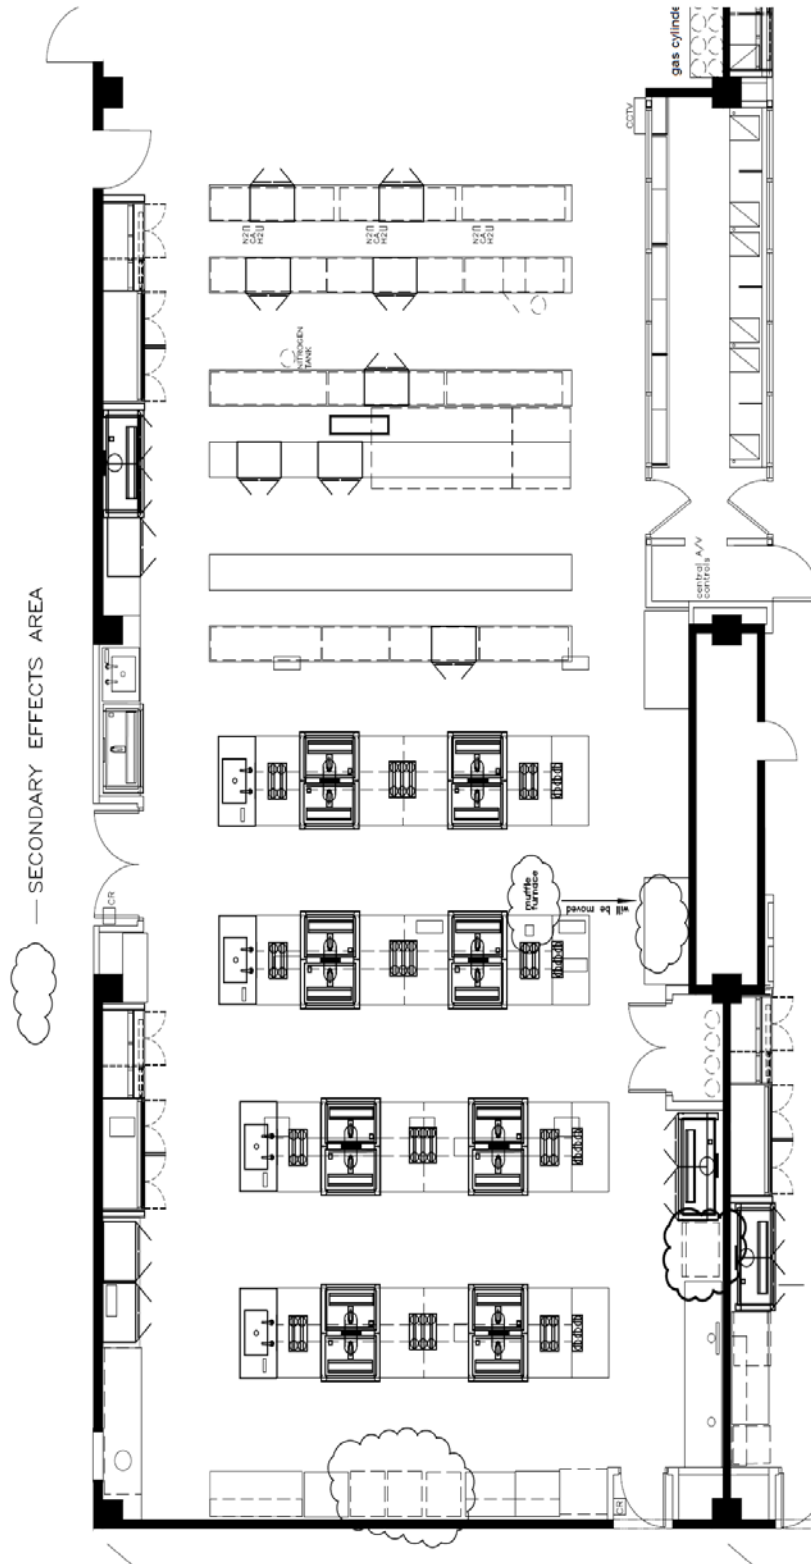 gas cylinde
CCTV
N2
CA
H2
N2
CA
H2
N2
CA
H2
NITROGEN
TANK
central A/V
controls
— SECONDARY EFFECTS AREA
CR
muffle
furnace
will be moved
CR